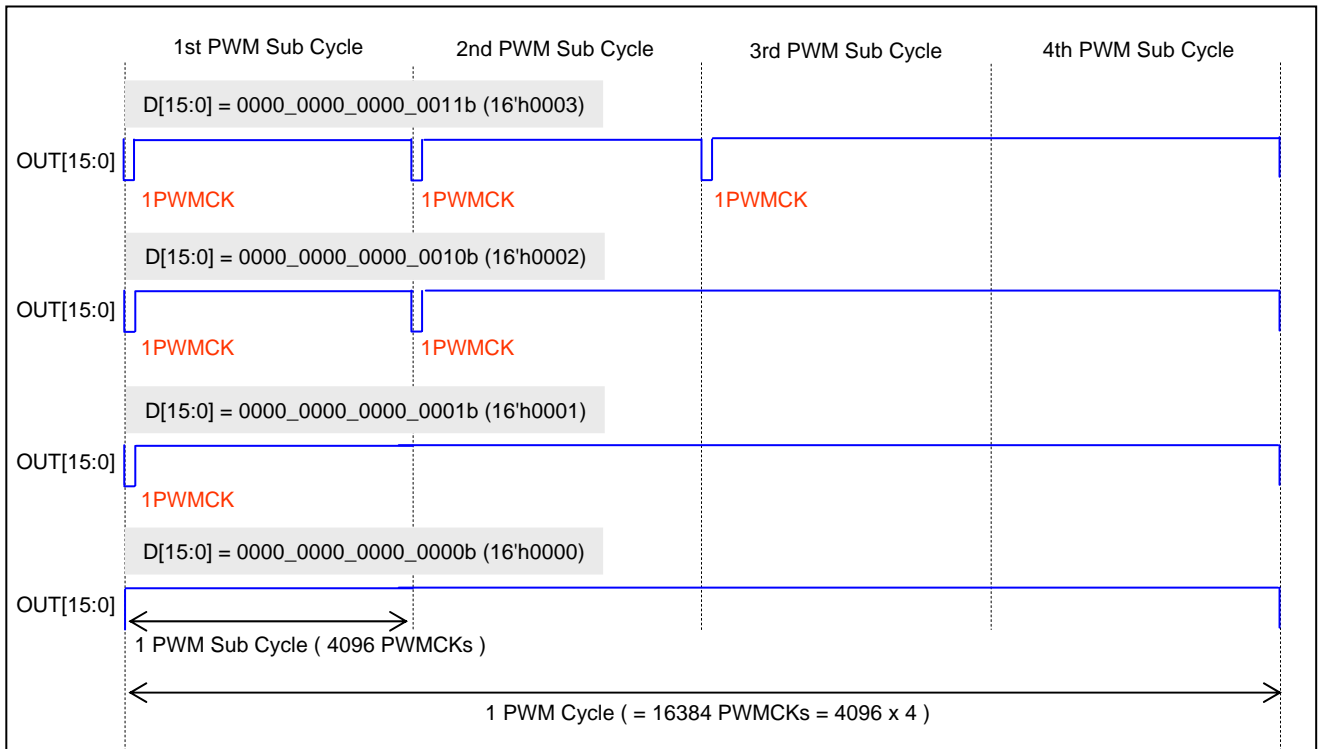 1st PWM Sub Cycle 2nd PWM Sub Cycle 3rd PWM Sub Cycle 4th PWM Sub Cycle
D[15:0] = 0000_0000_0000_0011b (16'h0003)
OUT[15:0]
1PWMCK 1PWMCK 1PWMCK
D[15:0] = 0000_0000_0000_0010b (16'h0002)
OUT[15:0]
1PWMCK 1PWMCK
D[15:0] = 0000_0000_0000_0001b (16'h0001)
OUT[15:0]
1PWMCK
D[15:0] = 0000_0000_0000_0000b (16'h0000)
OUT[15:0]
1 PWM Sub Cycle ( 4096 PWMCKs )
1 PWM Cycle ( = 16384 PWMCKs = 4096 x 4 )